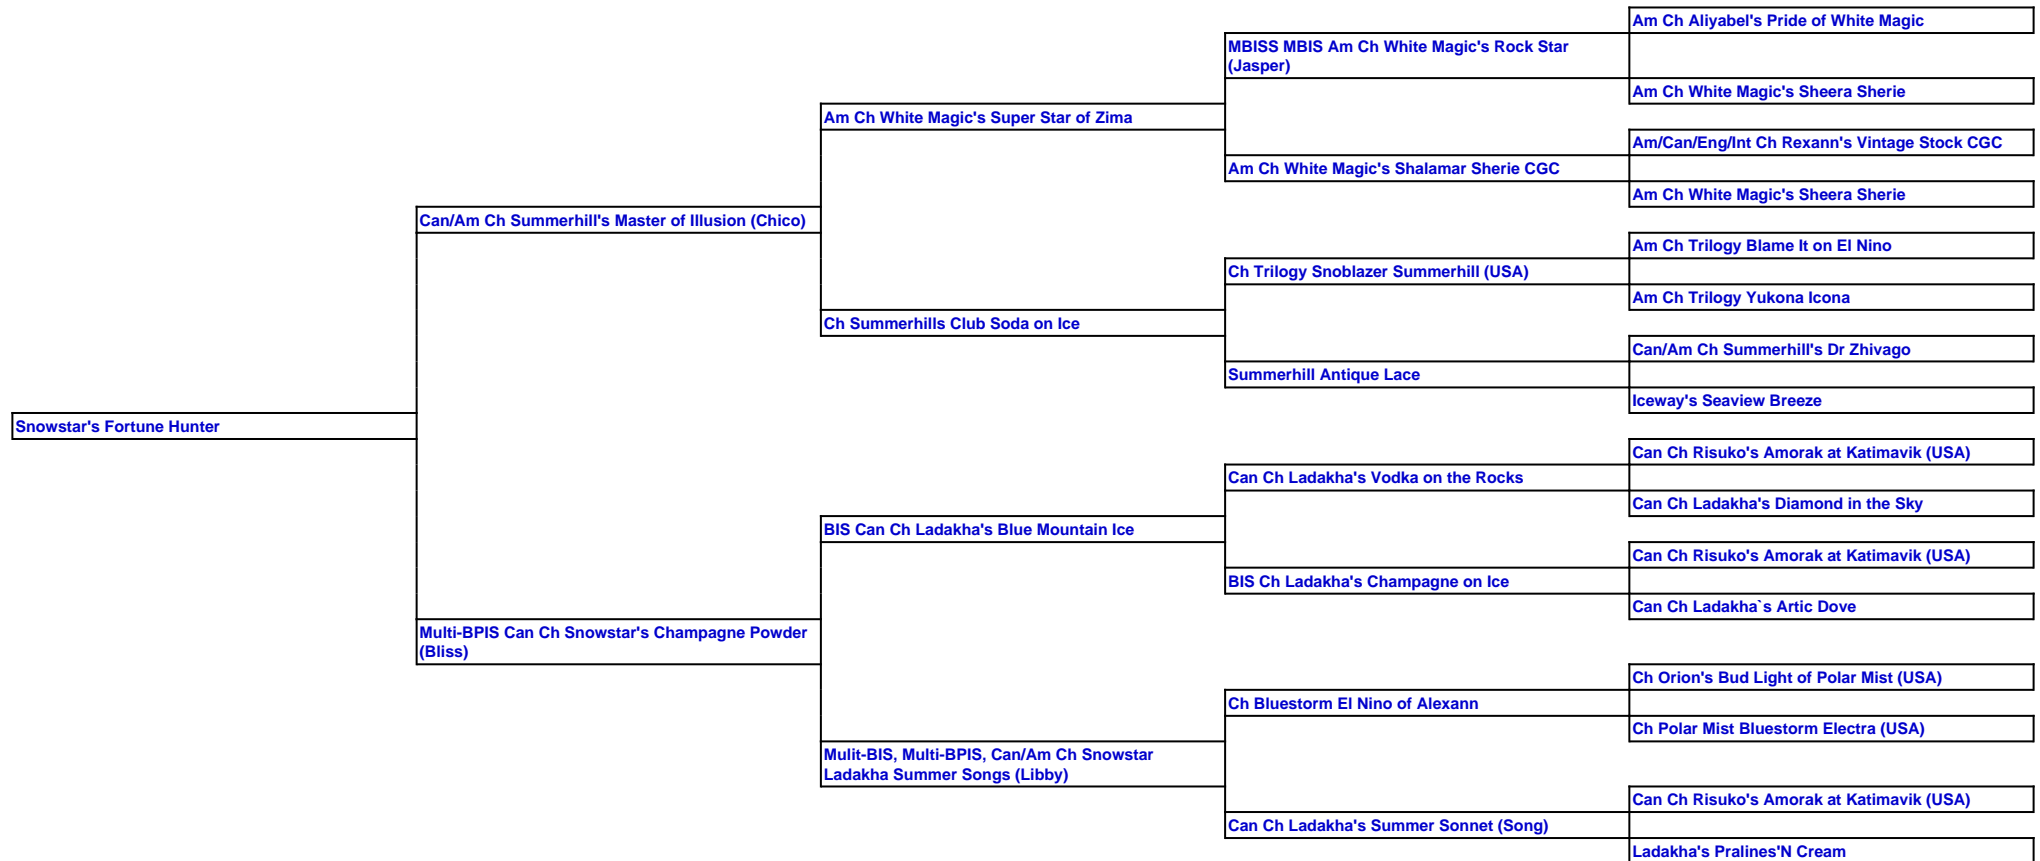 Am Ch Aliyabel's Pride of White Magic
MBISS MBIS Am Ch White Magic's Rock Star
(Jasper)
Am Ch White Magic's Sheera Sherie
Am Ch White Magic's Super Star of Zima
Am/Can/Eng/Int Ch Rexann's Vintage Stock CGC
Am Ch White Magic's Shalamar Sherie CGC
Am Ch White Magic's Sheera Sherie
Can/Am Ch Summerhill's Master of Illusion (Chico)
Am Ch Trilogy Blame It on El Nino
Ch Trilogy Snoblazer Summerhill (USA)
Am Ch Trilogy Yukona Icona
Ch Summerhills Club Soda on Ice
Can/Am Ch Summerhill's Dr Zhivago
Summerhill Antique Lace
Iceway's Seaview Breeze
Snowstar's Fortune Hunter
Can Ch Risuko's Amorak at Katimavik (USA)
Can Ch Ladakha's Vodka on the Rocks
Can Ch Ladakha's Diamond in the Sky
BIS Can Ch Ladakha's Blue Mountain Ice
Can Ch Risuko's Amorak at Katimavik (USA)
BIS Ch Ladakha's Champagne on Ice
Can Ch Ladakha`s Artic Dove
Multi-BPIS Can Ch Snowstar's Champagne Powder
(Bliss)
Ch Orion's Bud Light of Polar Mist (USA)
Ch Bluestorm El Nino of Alexann
Ch Polar Mist Bluestorm Electra (USA)
Mulit-BIS, Multi-BPIS, Can/Am Ch Snowstar
Ladakha Summer Songs (Libby)
Can Ch Risuko's Amorak at Katimavik (USA)
Can Ch Ladakha's Summer Sonnet (Song)
Ladakha's Pralines'N Cream